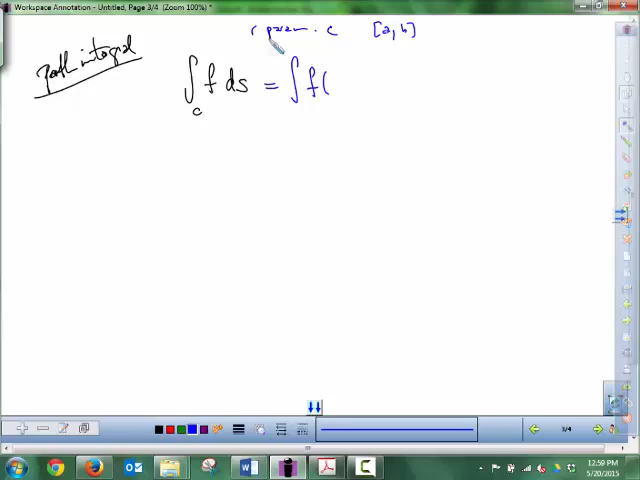 Workspace Annotation - Untitled, Page 3/4 (Zoom 100%) *
r param. c [a, b]
path integral
∫ f ds = ∫ f(
c
3/4
12:59 PM
5/20/2015